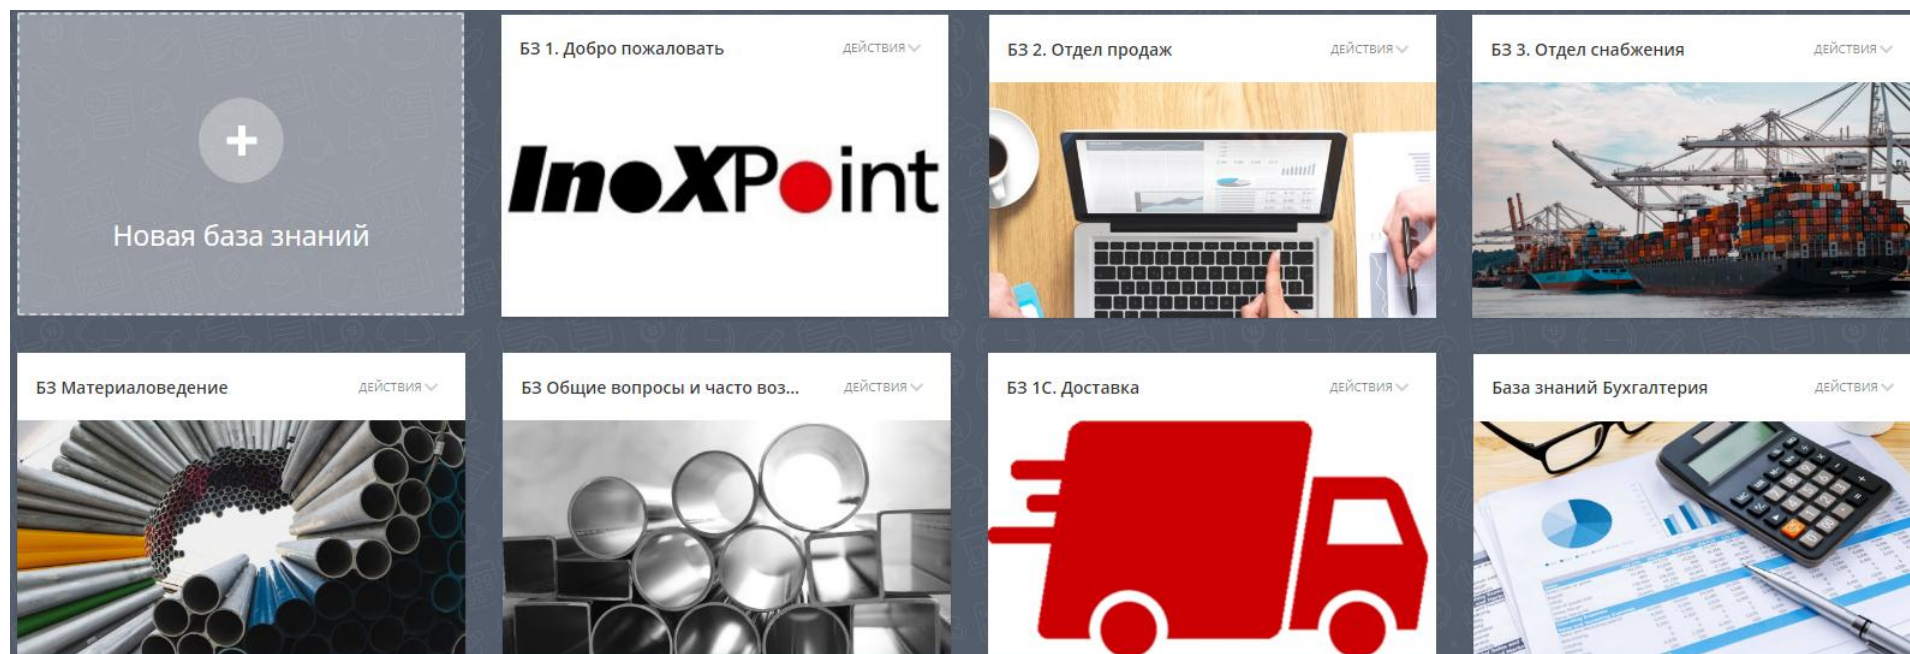 БЗ 1. Добро пожаловать
ДЕЙСТВИЯ
БЗ 2. Отдел продаж
ДЕЙСТВИЯ
БЗ 3. Отдел снабжения
ДЕЙСТВИЯ
InoXPoint
Новая база знаний
БЗ Материаловедение
ДЕЙСТВИЯ
БЗ Общие вопросы и часто воз...
ДЕЙСТВИЯ
БЗ 1С. Доставка
ДЕЙСТВИЯ
База знаний Бухгалтерия
ДЕЙСТВИЯ